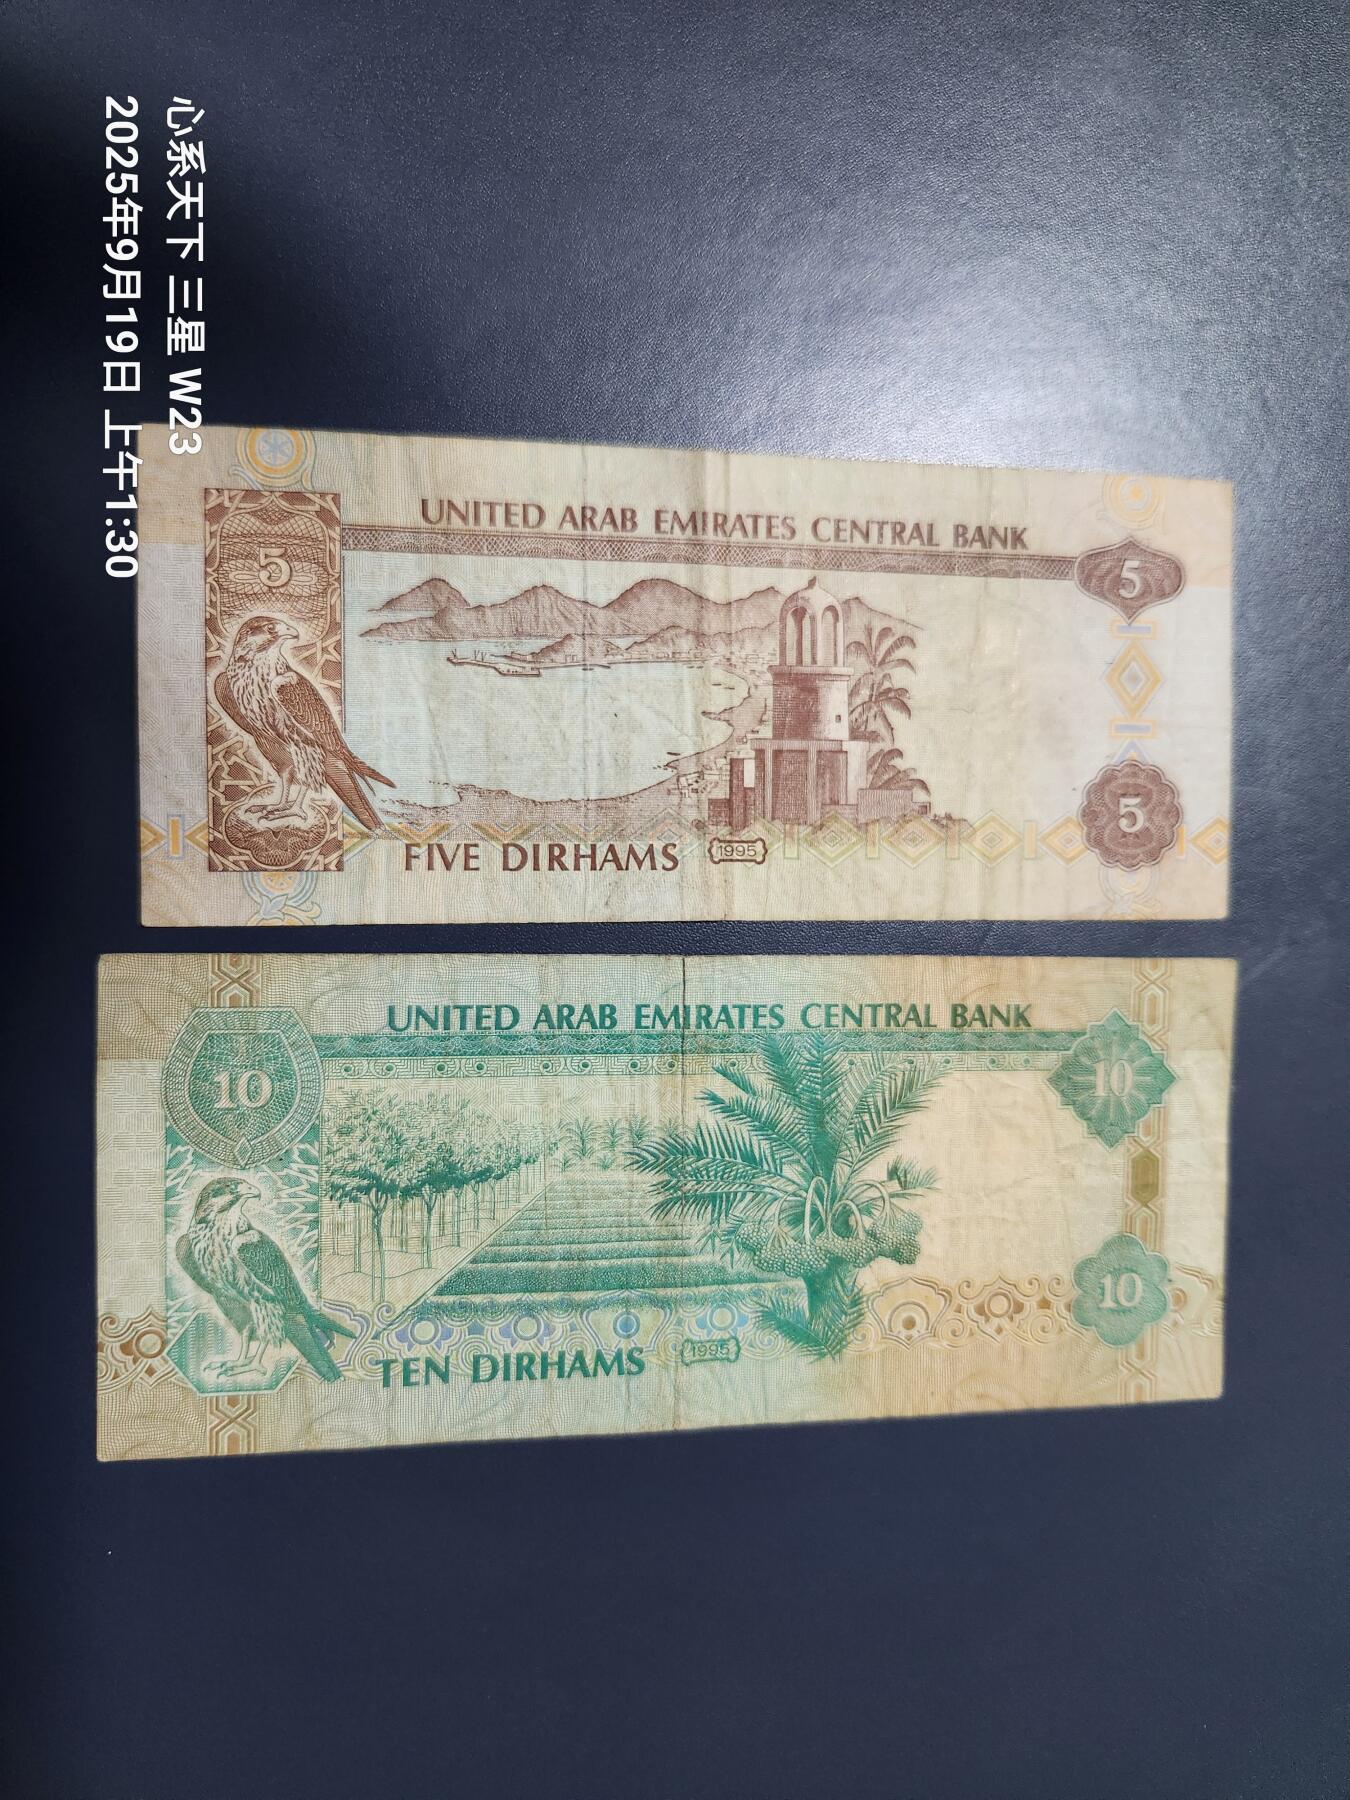 心系天下 三星 W23
2025年9月19日 上午1:30
UNITED ARAB EMIRATES CENTRAL BANK
5
5
5
FIVE DIRHAMS
1995
UNITED ARAB EMIRATES CENTRAL BANK
10
10
10
TEN DIRHAMS
1995